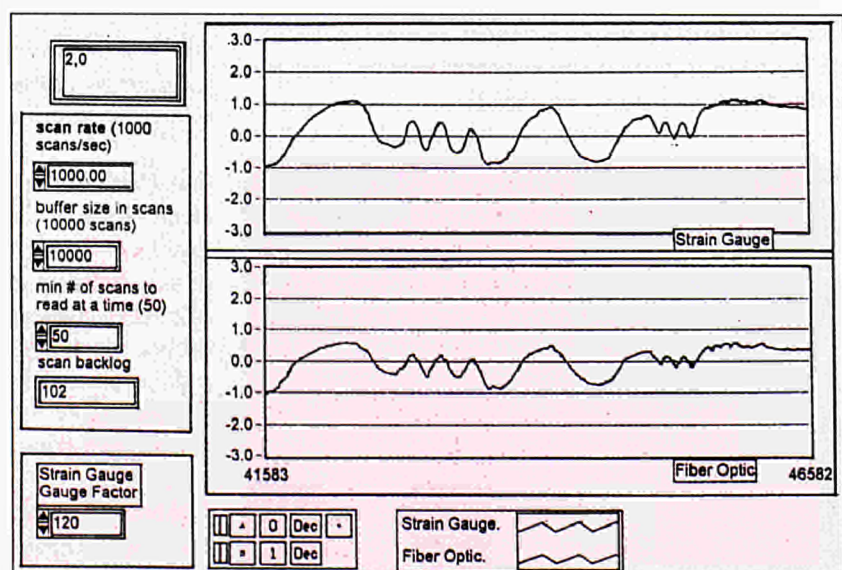 2,0
scan rate (1000
scans/sec)
1000.00
buffer size in scans
(10000 scans)
10000
min # of scans to
read at a time (50)
50
scan backlog
102
Strain Gauge
Gauge Factor
120
3.0
2.0
1.0
0.0
-1.0
-2.0
-3.0
Strain Gauge
3.0
2.0
1.0
0.0
-1.0
-2.0
-3.0
41583
Fiber Optic
46582
0 Dec
1 Dec
Strain Gauge.
Fiber Optic.